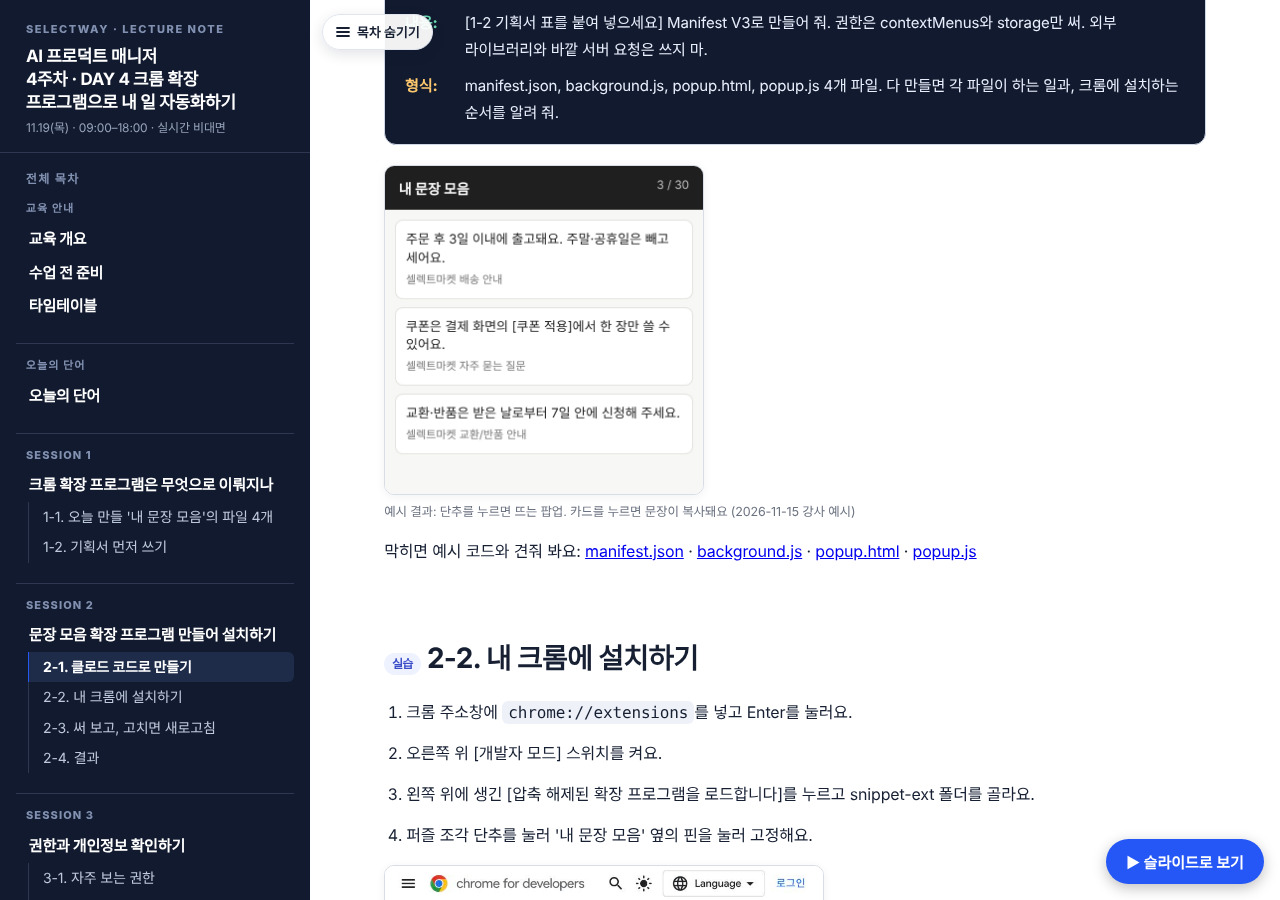 SELECTWAY · LECTURE NOTE
AI 프로덕트 매니저
4주차 · DAY 4 크롬 확장
프로그램으로 내 일 자동화하기
11.19(목) · 09:00–18:00 · 실시간 비대면
전체 목차
교육 안내
교육 개요
수업 전 준비
타임테이블
오늘의 단어
오늘의 단어
SESSION 1
크롬 확장 프로그램은 무엇으로 이뤄지나
1-1. 오늘 만들 '내 문장 모음'의 파일 4개
1-2. 기획서 먼저 쓰기
SESSION 2
문장 모음 확장 프로그램 만들어 설치하기
2-1. 클로드 코드로 만들기
2-2. 내 크롬에 설치하기
2-3. 써 보고, 고치면 새로고침
2-4. 결과
SESSION 3
권한과 개인정보 확인하기
3-1. 자주 보는 권한
목차 숨기기
[1-2 기획서 표를 붙여 넣으세요] Manifest V3로 만들어 줘. 권한은 contextMenus와 storage만 써. 외부
라이브러리와 바깥 서버 요청은 쓰지 마.
형식: manifest.json, background.js, popup.html, popup.js 4개 파일. 다 만들면 각 파일이 하는 일과, 크롬에 설치하는
순서를 알려 줘.
내 문장 모음 3 / 30
주문 후 3일 이내에 출고돼요. 주말·공휴일은 빼고
세어요.
셀렉트마켓 배송 안내
쿠폰은 결제 화면의 [쿠폰 적용]에서 한 장만 쓸 수
있어요.
셀렉트마켓 자주 묻는 질문
교환·반품은 받은 날로부터 7일 안에 신청해 주세요.
셀렉트마켓 교환/반품 안내
예시 결과: 단추를 누르면 뜨는 팝업. 카드를 누르면 문장이 복사돼요 (2026-11-15 강사 예시)
막히면 예시 코드와 견줘 봐요: manifest.json · background.js · popup.html · popup.js
실습 2-2. 내 크롬에 설치하기
1. 크롬 주소창에 chrome://extensions를 넣고 Enter를 눌러요.
2. 오른쪽 위 [개발자 모드] 스위치를 켜요.
3. 왼쪽 위에 생긴 [압축 해제된 확장 프로그램을 로드합니다]를 누르고 snippet-ext 폴더를 골라요.
4. 퍼즐 조각 단추를 눌러 '내 문장 모음' 옆의 핀을 눌러 고정해요.
chrome for developers Language 로그인
▶ 슬라이드로 보기